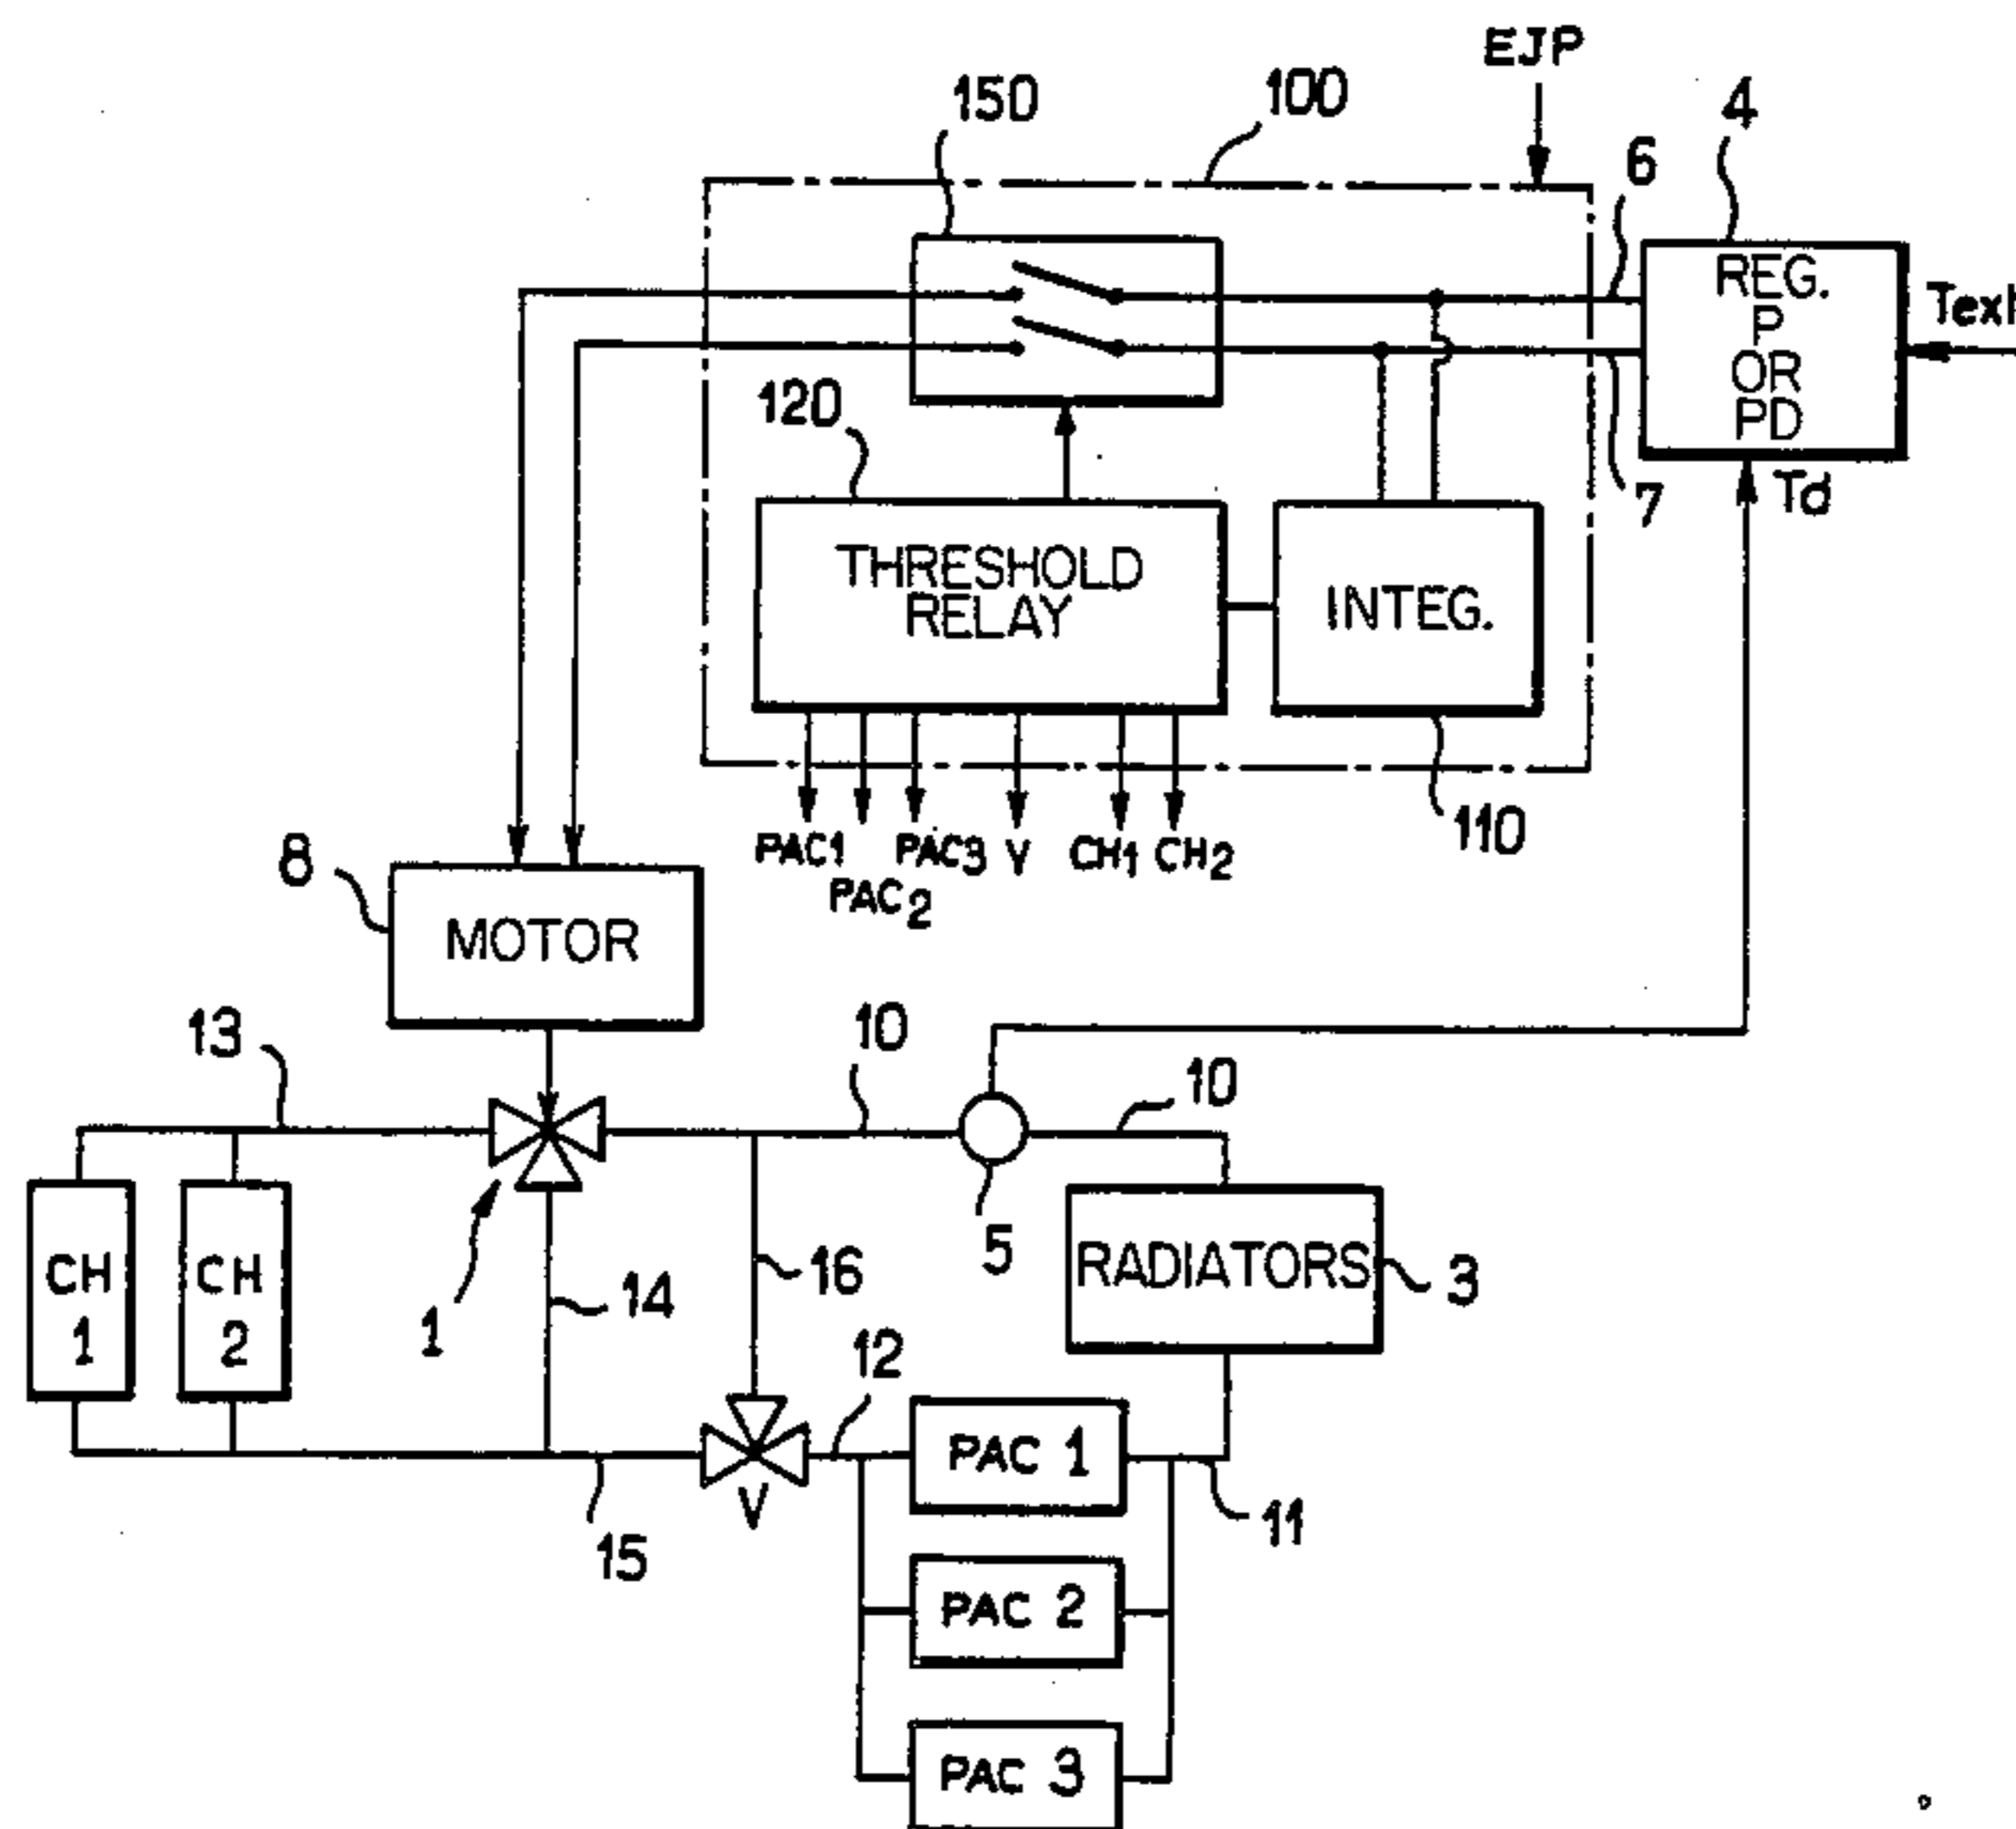 EJP
150
100
4
6
REG.
P
OR
PD
7
Td
120
THRESHOLD
RELAY
INTEG.
110
PAC1
PAC2
PAC3
V
CH1
CH2
8
MOTOR
13
10
10
1
14
16
5
RADIATORS
3
CH
1
CH
2
12
15
V
PAC 1
11
PAC 2
PAC 3